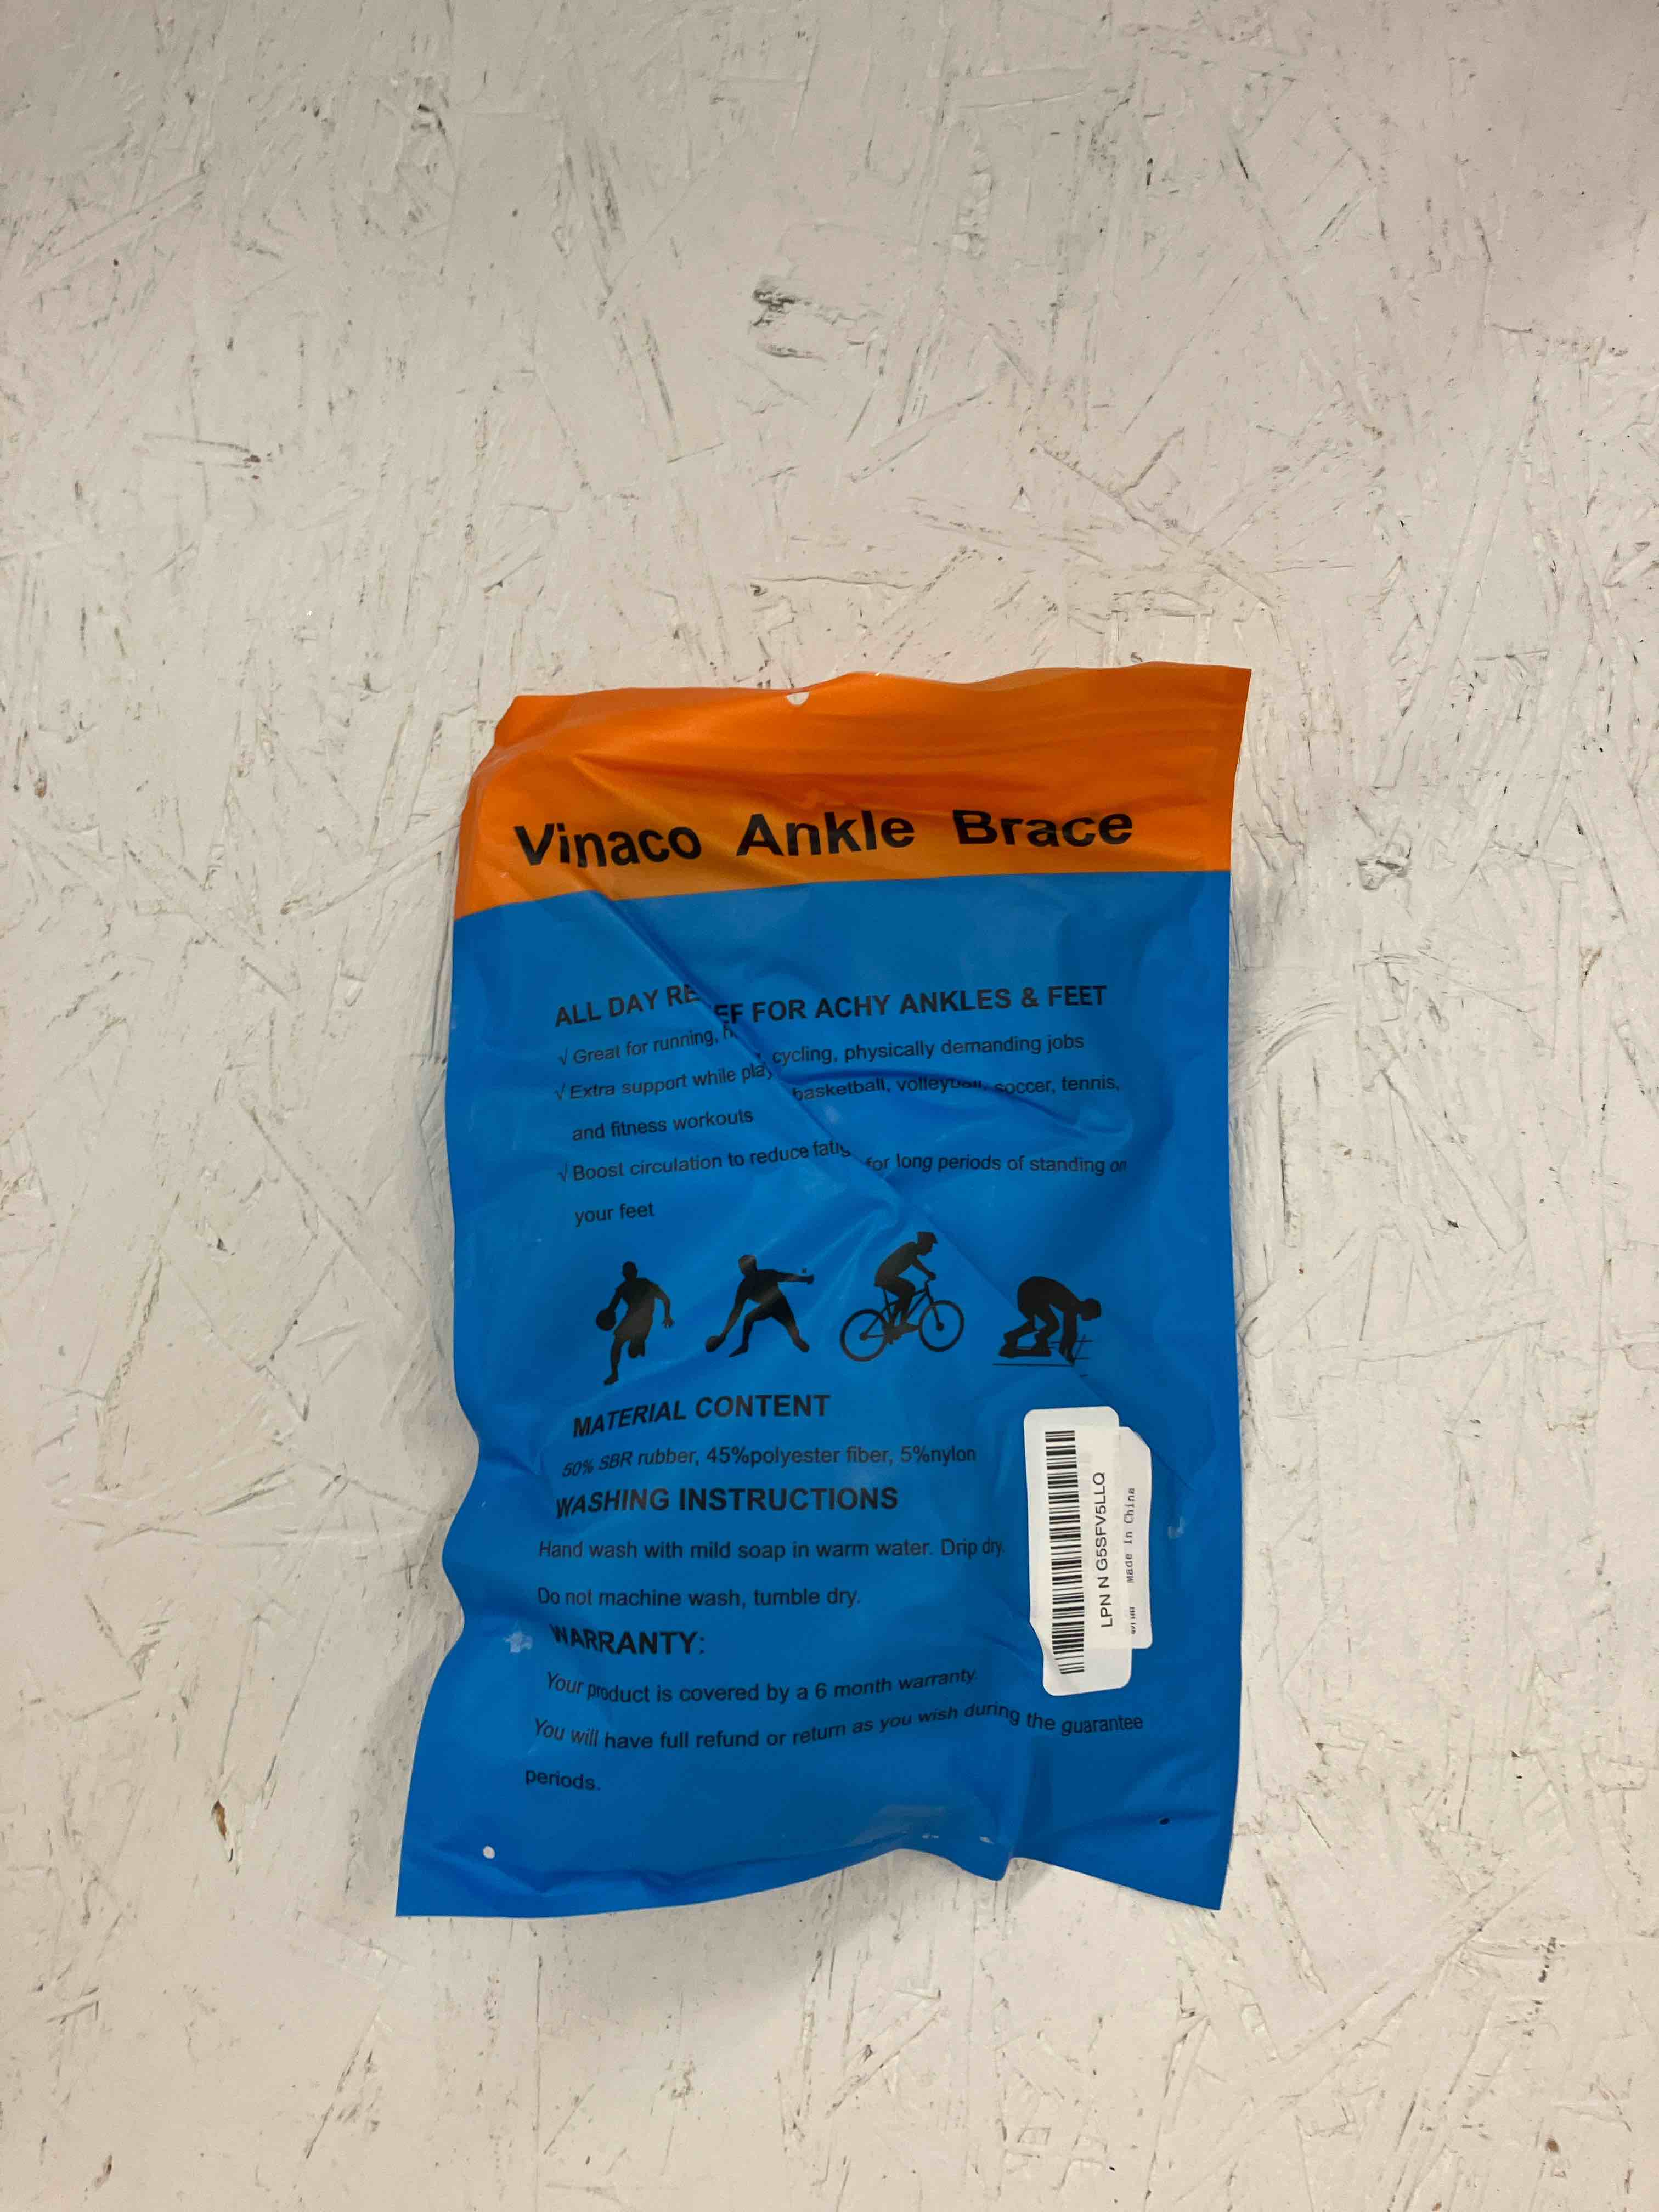 Vinaco Ankle Brace
ALL DAY RE EF FOR ACHY ANKLES & FEET
√ Great for running, cycling, physically demanding jobs
√ Extra support while play basketball, volleyball, soccer, tennis,
and fitness workouts
√ Boost circulation to reduce for long periods of standing on
your feet
MATERIAL CONTENT
50% SBR rubber, 45%polyester fiber, 5%nylon
WASHING INSTRUCTIONS
Hand wash with mild soap in warm water. Drip dry.
Do not machine wash, tumble dry.
WARRANTY:
Your product is covered by a 6 month warranty.
You will have full refund or return as you wish during the guarantee
periods.
LPN N G5SFV5LLQ
Made In China